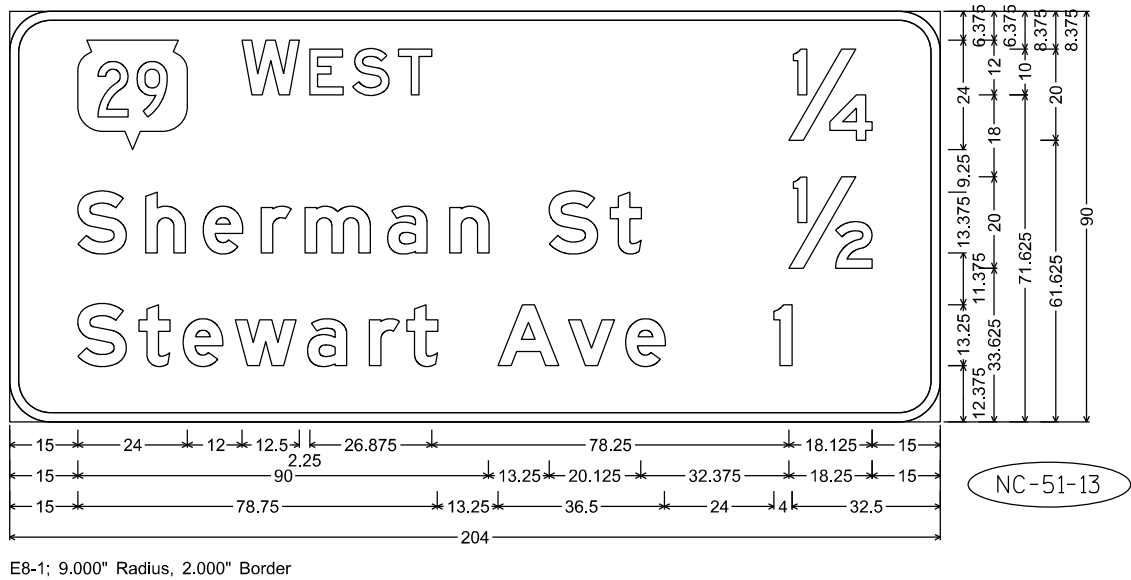 29 WEST 1/4
Sherman St 1/2
Stewart Ave 1
6.375 6.375 8.375 8.375
24 12 10 20
18
9.25
13.375 20 71.625 61.625 90
11.375
13.25 33.625
12.375
15 24 12 12.5 26.875 78.25 18.125 15
2.25
15 90 13.25 20.125 32.375 18.25 15
15 78.75 13.25 36.5 24 4 32.5
204
NC-51-13
E8-1; 9.000" Radius, 2.000" Border